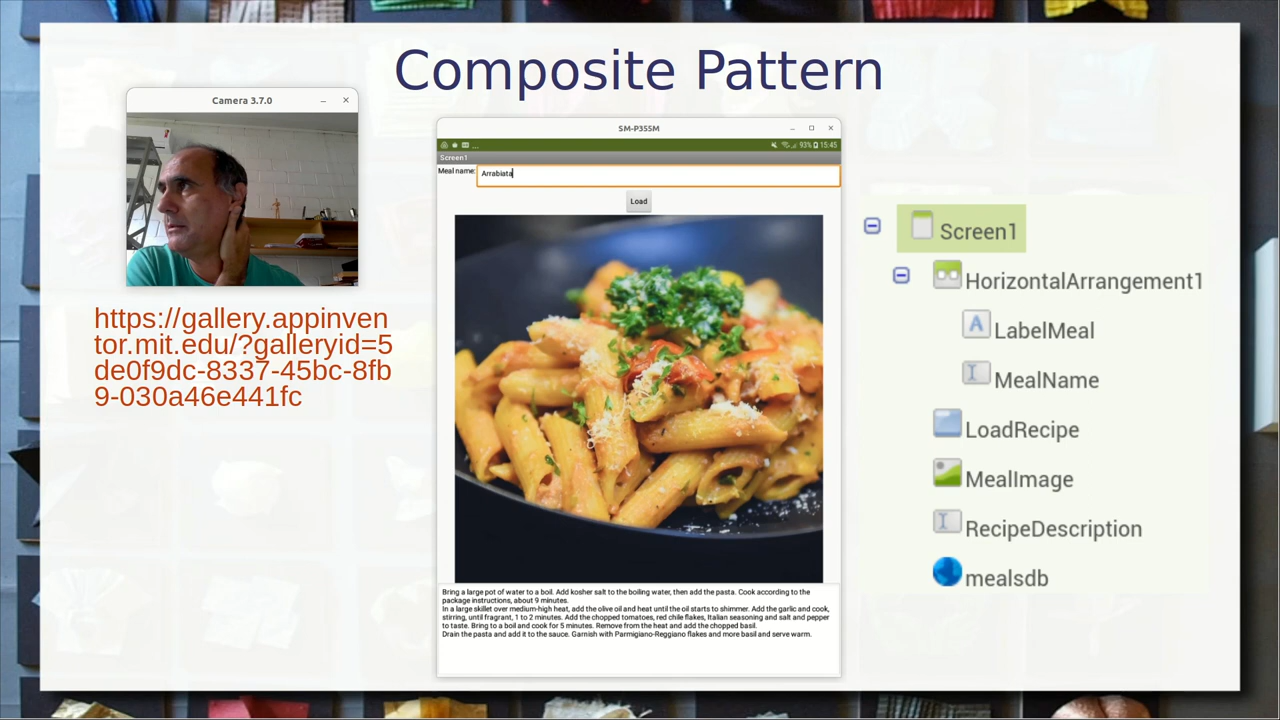 Composite Pattern
Camera 3.7.0
https://gallery.appinven
tor.mit.edu/?galleryid=5
de0f9dc-8337-45bc-8fb
9-030a46e441fc
SM-P355M
... 93% 15:45
Screen1
Meal name: Arrabiata
Load
Bring a large pot of water to a boil. Add kosher salt to the boiling water, then add the pasta. Cook according to the
package instructions, about 9 minutes.
In a large skillet over medium-high heat, add the olive oil and heat until the oil starts to shimmer. Add the garlic and cook,
stirring, until fragrant, 1 to 2 minutes. Add the chopped tomatoes, red chile flakes, Italian seasoning and salt and pepper
to taste. Bring to a boil and cook for 5 minutes. Remove from the heat and add the chopped basil.
Drain the pasta and add it to the sauce. Garnish with Parmigiano-Reggiano flakes and more basil and serve warm.
Screen1
HorizontalArrangement1
LabelMeal
MealName
LoadRecipe
MealImage
RecipeDescription
mealsdb